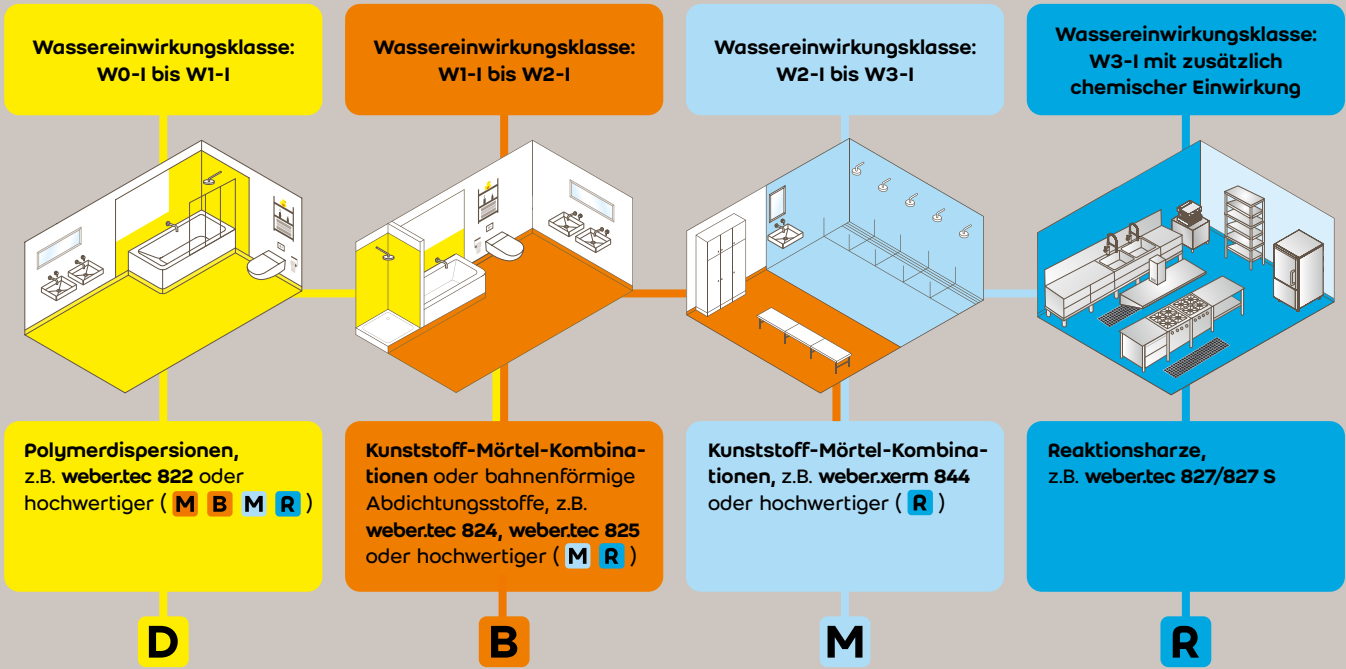 Wassereinwirkungsklasse:
W0-I bis W1-I
Wassereinwirkungsklasse:
W1-I bis W2-I
Wassereinwirkungsklasse:
W2-I bis W3-I
Wassereinwirkungsklasse:
W3-I mit zusätzlich
chemischer Einwirkung
Polymerdispersionen,
z.B. weber.tec 822 oder
hochwertiger ( M B M R )
Kunststoff-Mörtel-Kombina-
tionen oder bahnenförmige
Abdichtungsstoffe, z.B.
weber.tec 824, weber.tec 825
oder hochwertiger ( M R )
Kunststoff-Mörtel-Kombina-
tionen, z.B. weber.xerm 844
oder hochwertiger ( R )
Reaktionsharze,
z.B. weber.tec 827/827 S
D
B
M
R